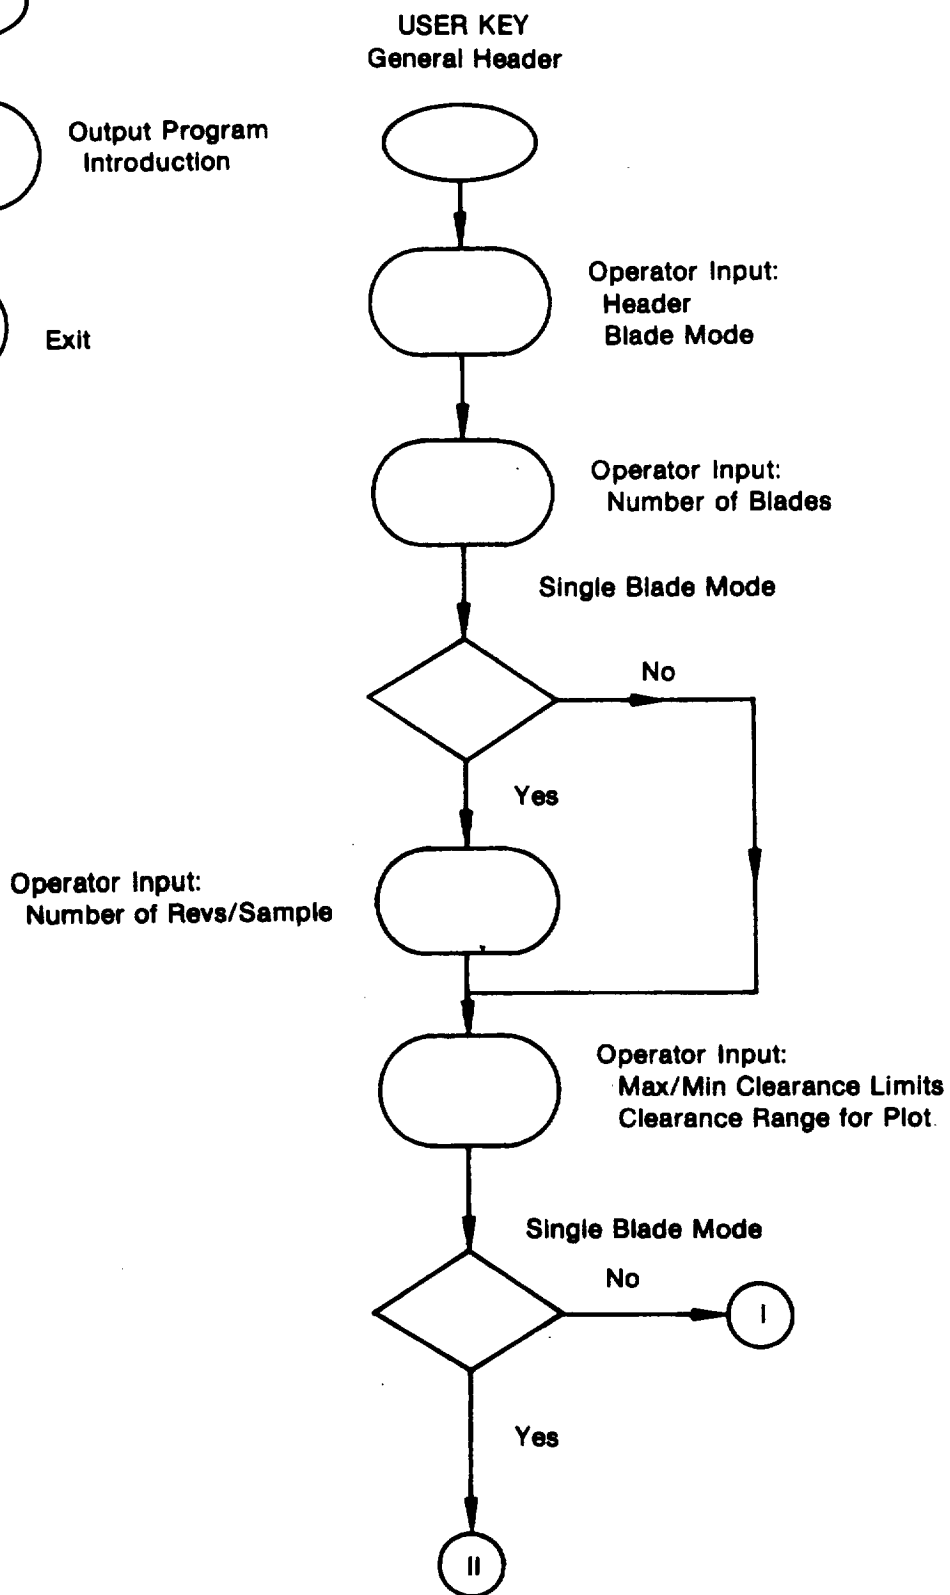 USER KEY
General Header
Output Program
Introduction
Operator Input:
Header
Blade Mode
Exit
Operator Input:
Number of Blades
Single Blade Mode
No
Yes
Operator Input:
Number of Revs/Sample
Operator Input:
Max/Min Clearance Limits
Clearance Range for Plot
Single Blade Mode
No
I
Yes
II